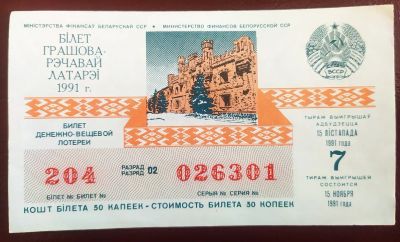 МІНІСТЭРСТВА ФІНАНСАЎ БЕЛАРУСКАЙ ССР • МИНИСТЕРСТВО ФИНАНСОВ БЕЛОРУССКОЙ ССР
БІЛЕТ
ГРАШОВА-
РЭЧАВАЙ
ЛАТАРЭІ
1991 г.
БССР
БИЛЕТ
ДЕНЕЖНО-ВЕЩЕВОЙ
ЛОТЕРЕИ
ТЫРАЖ ВЫЙГРЫШАЎ
АДБУДЗЕЦЦА
15 ЛІСТАПАДА
1991 года
7
ТИРАЖ ВЫИГРЫШЕЙ
СОСТОИТСЯ
15 НОЯБРЯ
1991 года
204
РАЗРАД
РАЗРЯД 02
026301
БІЛЕТ № БИЛЕТ №
СЕРЫЯ № СЕРИЯ №
КОШТ БІЛЕТА 50 КАПЕЕК - СТОИМОСТЬ БИЛЕТА 50 КОПЕЕК